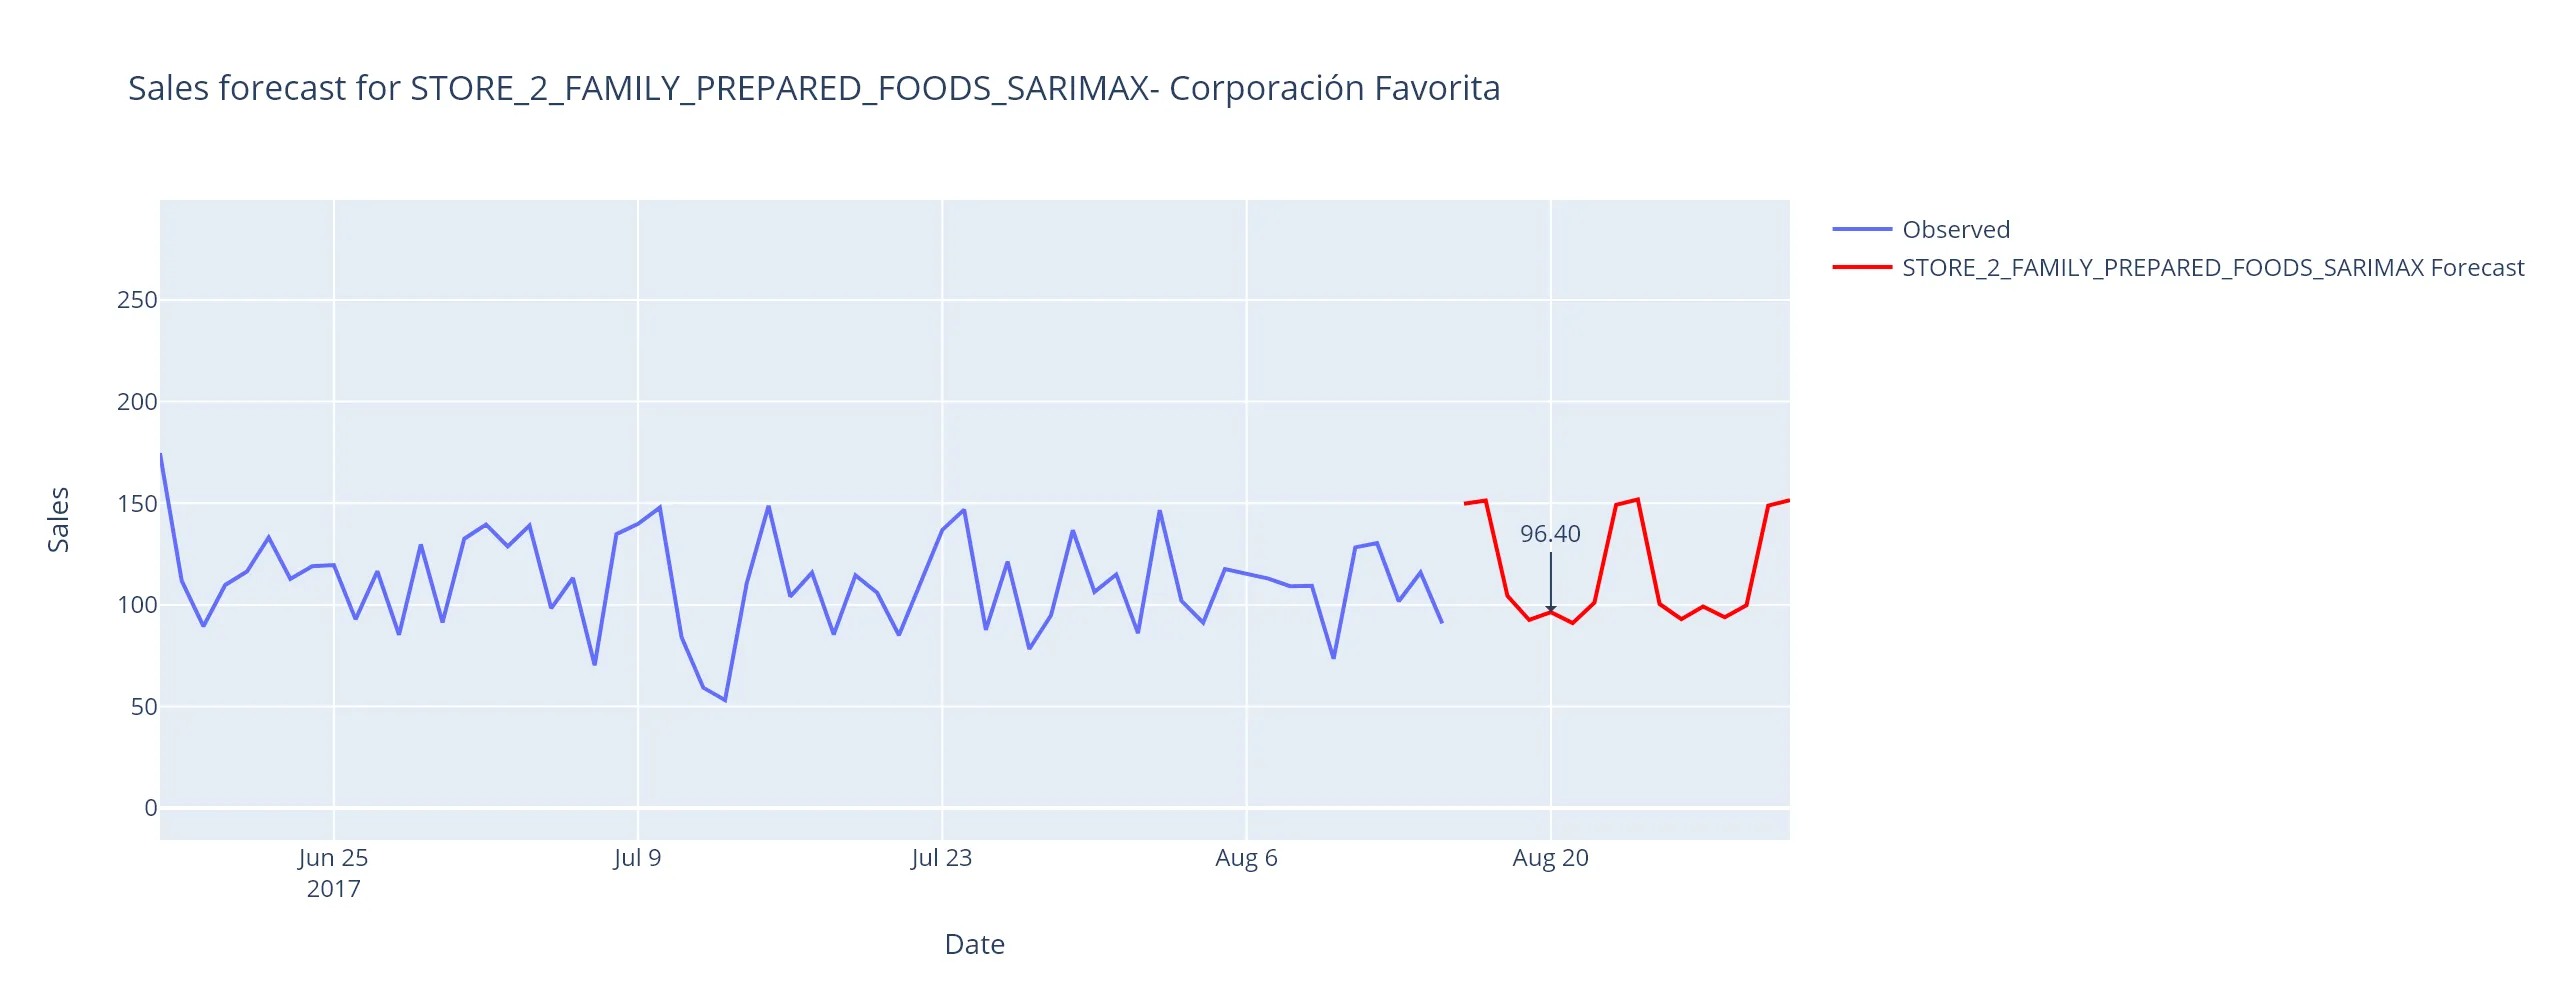 Sales forecast for STORE_2_FAMILY_PREPARED_FOODS_SARIMAX- Corporación Favorita
Observed
STORE_2_FAMILY_PREPARED_FOODS_SARIMAX Forecast
250
200
150
100
50
0
Sales
96.40
Jun 25
2017
Jul 9
Jul 23
Aug 6
Aug 20
Date